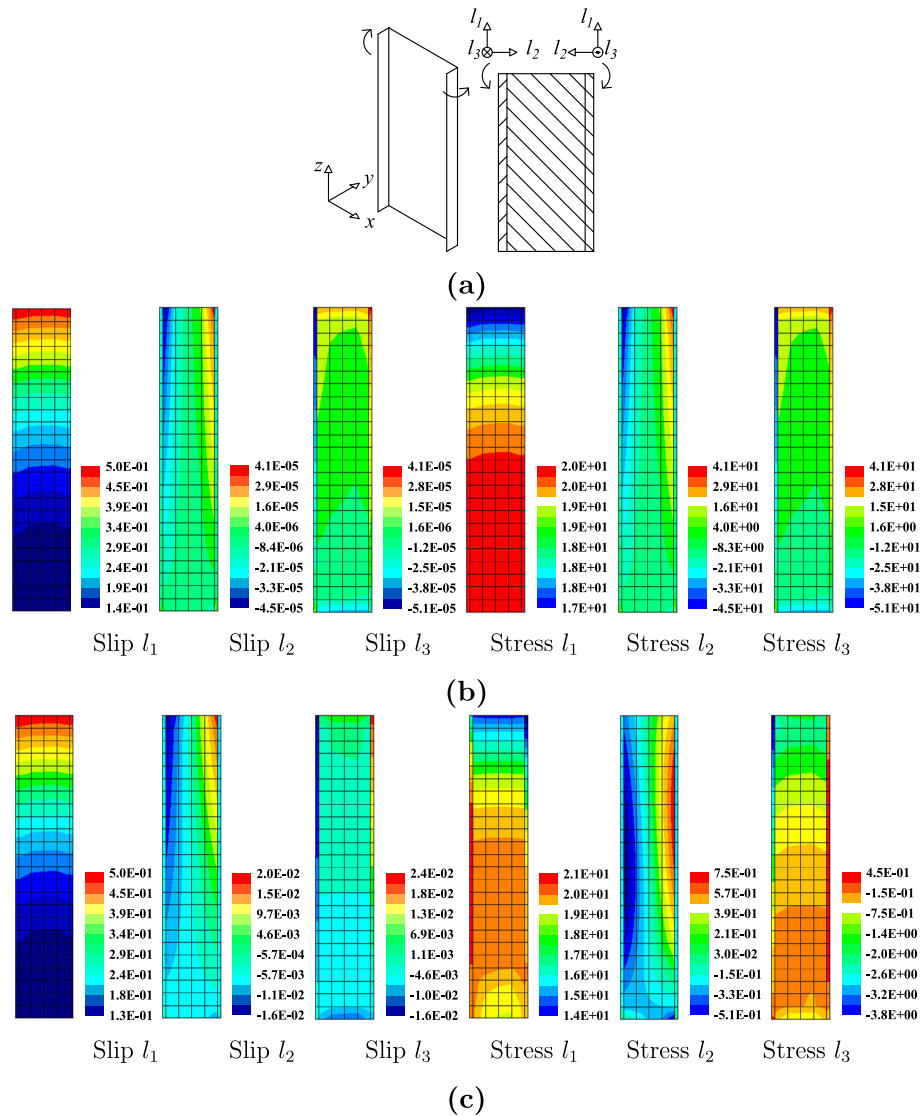 l1 l1
l3 l2 l2 l3
z
y
x
(a)
5.0E-01 4.1E-05 4.1E-05 2.0E+01 4.1E+01 4.1E+01
4.5E-01 2.9E-05 2.8E-05 2.0E+01 2.9E+01 2.8E+01
3.9E-01 1.6E-05 1.5E-05 1.9E+01 1.6E+01 1.6E+01
3.4E-01 4.0E-06 1.6E-06 1.9E+01 4.0E+00 1.6E+00
2.9E-01 -8.4E-06 -1.2E-05 1.8E+01 -8.3E+00 -1.2E+01
2.4E-01 -2.1E-05 -2.5E-05 1.8E+01 -2.1E+01 -2.5E+01
1.9E-01 -3.3E-05 -3.8E-05 1.8E+01 -3.3E+01 -3.8E+01
1.4E-01 -4.5E-05 -5.1E-05 1.7E+01 -4.5E+01 -5.1E+01
Slip l1 Slip l2 Slip l3 Stress l1 Stress l2 Stress l3
(b)
5.0E-01 2.0E-02 2.4E-02 2.1E+01 7.5E-01 4.5E-01
4.5E-01 1.5E-02 1.8E-02 2.0E+01 5.7E-01 -1.5E-01
3.9E-01 9.7E-03 1.3E-02 1.9E+01 3.9E-01 -7.5E-01
3.4E-01 4.6E-03 6.9E-03 1.8E+01 2.1E-01 -1.4E+00
2.9E-01 -5.7E-04 1.1E-03 1.7E+01 3.0E-02 -2.0E+00
2.4E-01 -5.7E-03 -4.6E-03 1.6E+01 -1.5E-01 -2.6E+00
1.8E-01 -1.1E-02 -1.0E-02 1.5E+01 -3.3E-01 -3.2E+00
1.3E-01 -1.6E-02 -1.6E-02 1.4E+01 -5.1E-01 -3.8E+00
Slip l1 Slip l2 Slip l3 Stress l1 Stress l2 Stress l3
(c)